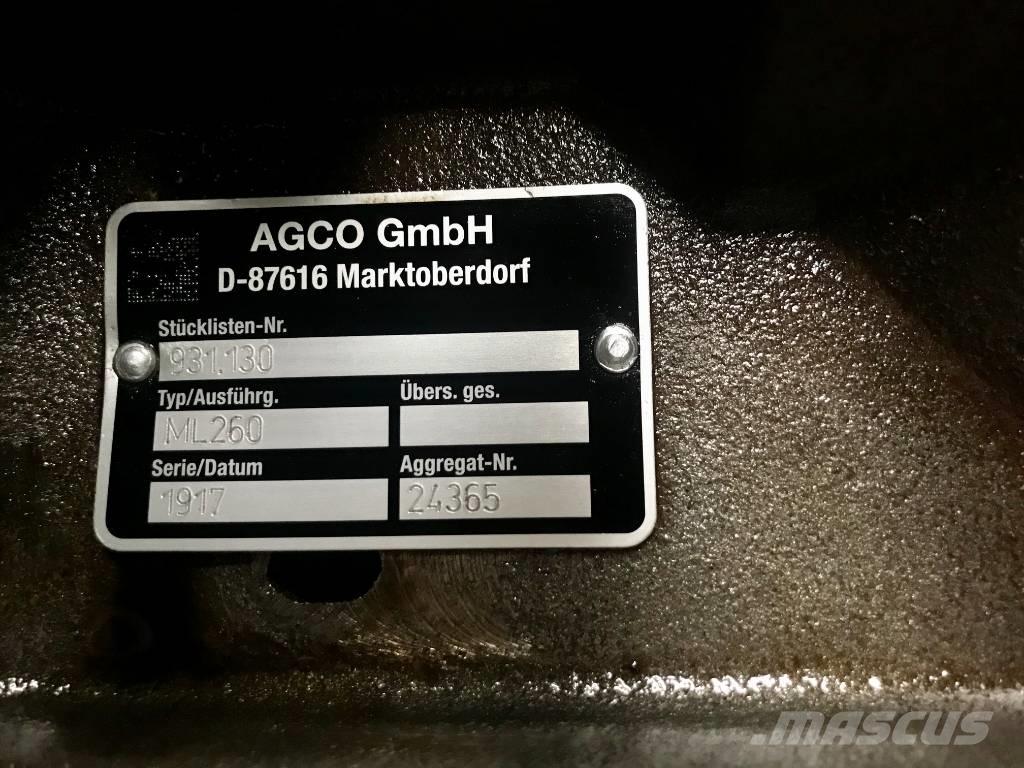 AGCO GmbH
D-87616 Marktoberdorf
Stücklisten-Nr.
931.130
Typ/Ausführg.
Übers. ges.
ML260
Serie/Datum
Aggregat-Nr.
1917
24365
MASCUS